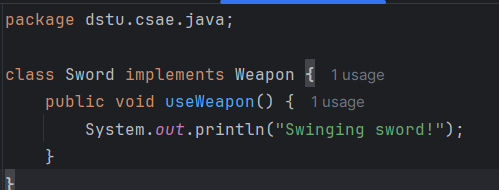 package dstu.csae.java;
class Sword implements Weapon { 1 usage
public void useWeapon() { 1 usage
System.out.println("Swinging sword!");
}
}